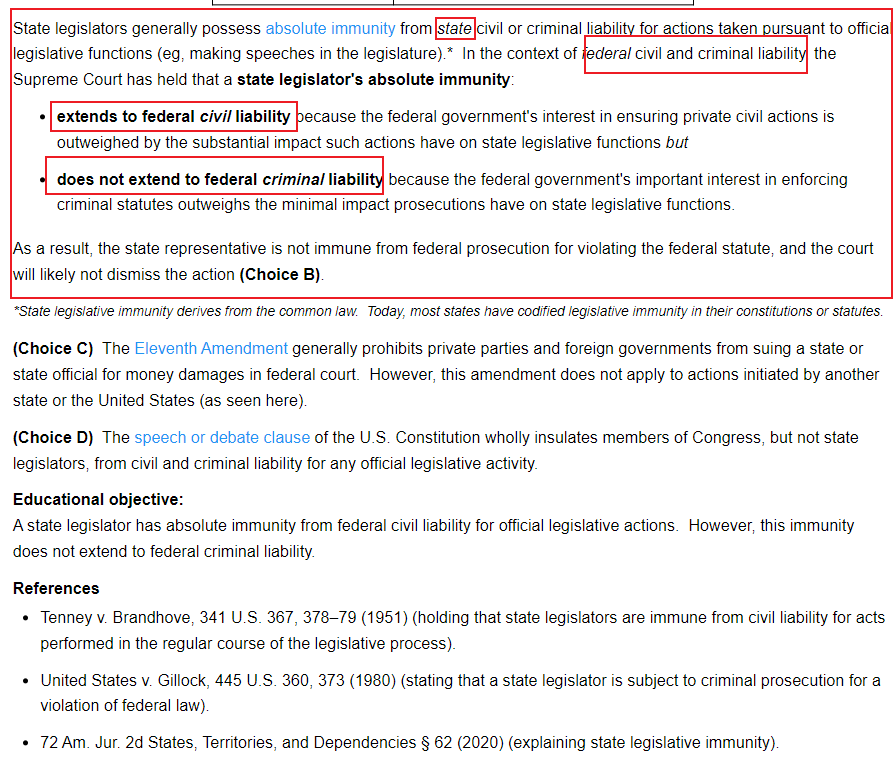 State legislators generally possess absolute immunity from state civil or criminal liability for actions taken pursuant to official
legislative functions (eg, making speeches in the legislature).* In the context of federal civil and criminal liability, the
Supreme Court has held that a state legislator's absolute immunity:
• extends to federal civil liability because the federal government's interest in ensuring private civil actions is
outweighed by the substantial impact such actions have on state legislative functions but
• does not extend to federal criminal liability because the federal government's important interest in enforcing
criminal statutes outweighs the minimal impact prosecutions have on state legislative functions.
As a result, the state representative is not immune from federal prosecution for violating the federal statute, and the court
will likely not dismiss the action (Choice B).
*State legislative immunity derives from the common law. Today, most states have codified legislative immunity in their constitutions or statutes.
(Choice C) The Eleventh Amendment generally prohibits private parties and foreign governments from suing a state or
state official for money damages in federal court. However, this amendment does not apply to actions initiated by another
state or the United States (as seen here).
(Choice D) The speech or debate clause of the U.S. Constitution wholly insulates members of Congress, but not state
legislators, from civil and criminal liability for any official legislative activity.
Educational objective:
A state legislator has absolute immunity from federal civil liability for official legislative actions. However, this immunity
does not extend to federal criminal liability.
References
• Tenney v. Brandhove, 341 U.S. 367, 378–79 (1951) (holding that state legislators are immune from civil liability for acts
performed in the regular course of the legislative process).
• United States v. Gillock, 445 U.S. 360, 373 (1980) (stating that a state legislator is subject to criminal prosecution for a
violation of federal law).
• 72 Am. Jur. 2d States, Territories, and Dependencies § 62 (2020) (explaining state legislative immunity).